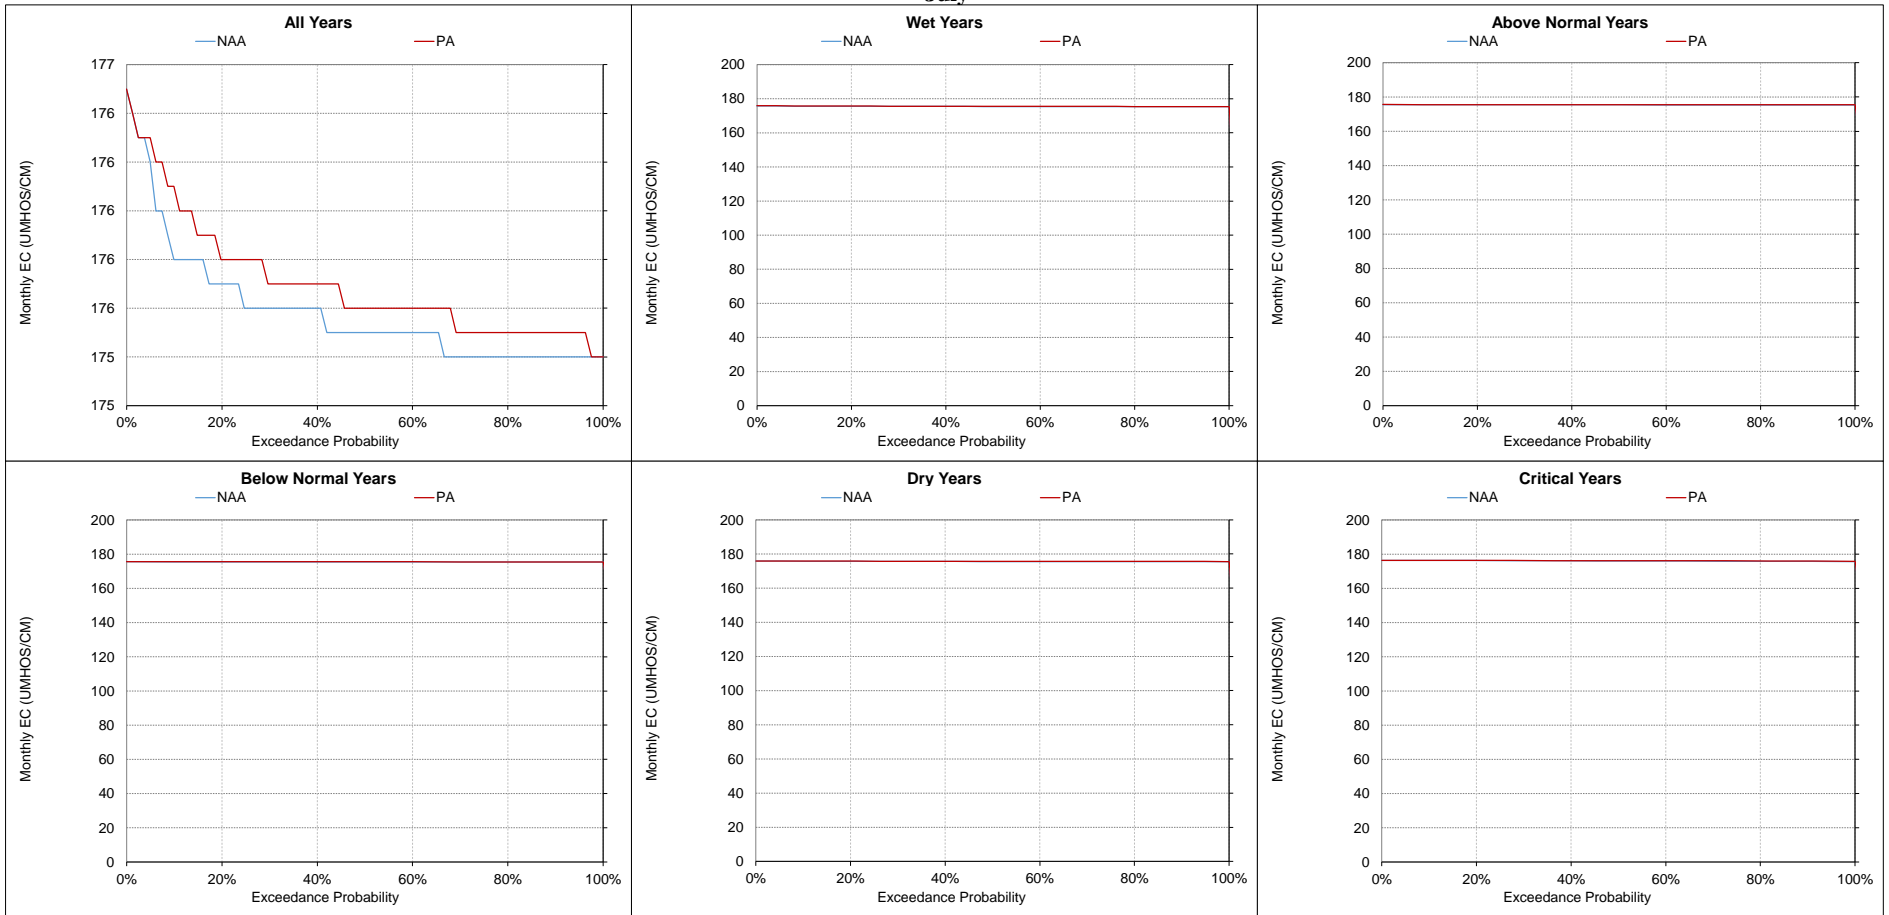 All Years
NAA PA
177
176
176
176
176
176
175
175
0% 20% 40% 60% 80% 100%
Exceedance Probability
Monthly EC (UMHOS/CM)
Wet Years
NAA PA
200
180
160
140
120
100
80
60
40
20
0
0% 20% 40% 60% 80% 100%
Exceedance Probability
Monthly EC (UMHOS/CM)
Above Normal Years
NAA PA
200
180
160
140
120
100
80
60
40
20
0
0% 20% 40% 60% 80% 100%
Exceedance Probability
Monthly EC (UMHOS/CM)
Below Normal Years
NAA PA
200
180
160
140
120
100
80
60
40
20
0
0% 20% 40% 60% 80% 100%
Exceedance Probability
Monthly EC (UMHOS/CM)
Dry Years
NAA PA
200
180
160
140
120
100
80
60
40
20
0
0% 20% 40% 60% 80% 100%
Exceedance Probability
Monthly EC (UMHOS/CM)
Critical Years
NAA PA
200
180
160
140
120
100
80
60
40
20
0
0% 20% 40% 60% 80% 100%
Exceedance Probability
Monthly EC (UMHOS/CM)